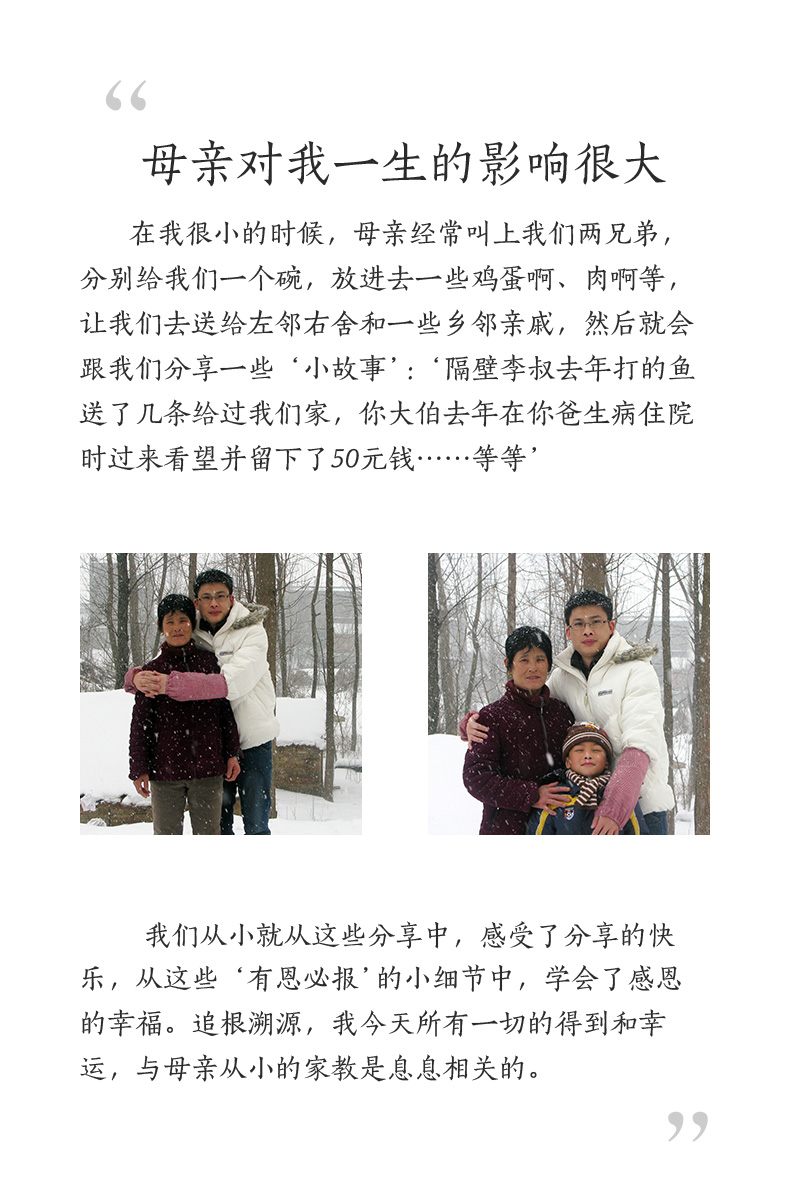 “
母亲对我一生的影响很大
在我很小的时候，母亲经常叫上我们两兄弟，
分别给我们一个碗，放进去一些鸡蛋啊、肉啊等，
让我们去送给左邻右舍和一些乡邻亲戚，然后就会
跟我们分享一些‘小故事’：‘隔壁李叔去年打的鱼
送了几条给过我们家，你大伯去年在你爸生病住院
时过来看望并留下了50元钱……等等’
我们从小就从这些分享中，感受了分享的快
乐，从这些‘有恩必报’的小细节中，学会了感恩
的幸福。追根溯源，我今天所有一切的得到和幸
运，与母亲从小的家教是息息相关的。
”